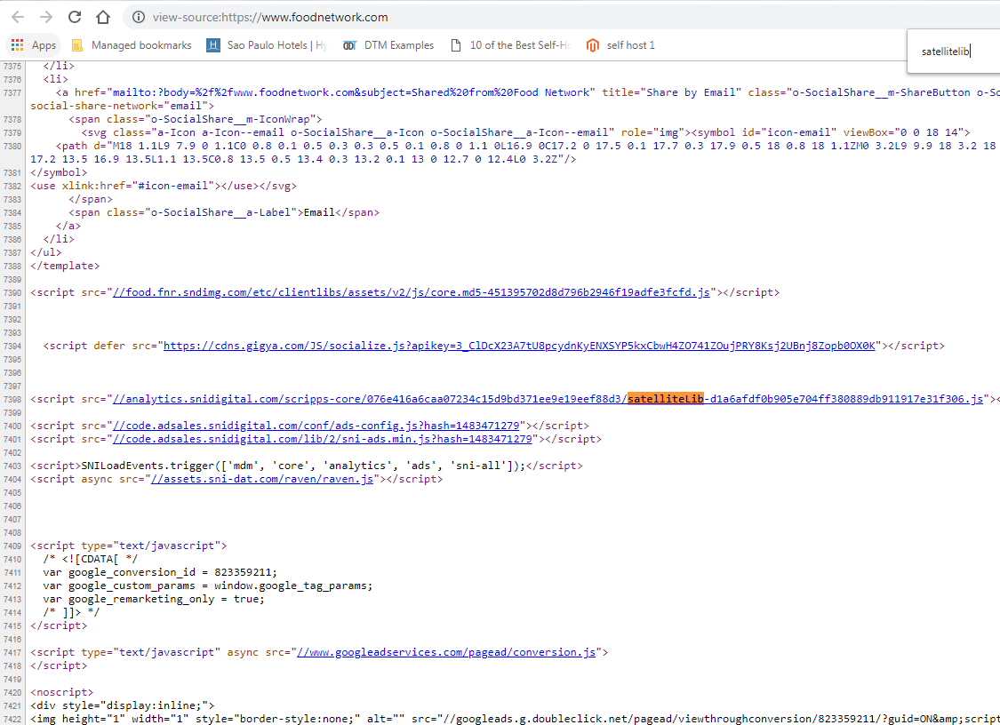 view-source:https://www.foodnetwork.com
Apps Managed bookmarks H Sao Paulo Hotels | Hy DTM Examples 10 of the Best Self-H self host 1
satellitelib
7375 </li>
7376 <li>
7377 <a href="mailto:?body=%2f%2fwww.foodnetwork.com&subject=Shared%20from%20Food Network" title="Share by Email" class="o-SocialShare__m-ShareButton o-So
social-share-network="email">
7378 <span class="o-SocialShare__m-IconWrap">
7379 <svg class="a-Icon a-Icon--email o-SocialShare__a-Icon o-SocialShare__a-Icon--email" role="img"><symbol id="icon-email" viewBox="0 0 18 14">
7380 <path d="M18 1.1L9 7.9 0 1.1C0 0.8 0.1 0.5 0.3 0.3 0.5 0.1 0.8 0 1.1 0L16.9 0C17.2 0 17.5 0.1 17.7 0.3 17.9 0.5 18 0.8 18 1.1ZM0 3.2L9 9.9 18 3.2 18
17.2 13.5 16.9 13.5L1.1 13.5C0.8 13.5 0.5 13.4 0.3 13.2 0.1 13 0 12.7 0 12.4L0 3.2Z"/>
7381 </symbol>
7382 <use xlink:href="#icon-email"></use></svg>
7383 </span>
7384 <span class="o-SocialShare__a-Label">Email</span>
7385 </a>
7386 </li>
7387 </ul>
7388 </template>
7389
7390 <script src="//food.fnr.sndimg.com/etc/clientlibs/assets/v2/js/core.md5-451395702d8d796b2946f19adfe3fcfd.js"></script>
7391
7392
7393
7394 <script defer src="https://cdns.gigya.com/JS/socialize.js?apikey=3_ClDcX23A7tU8pcydnKyENXSYP5kxCbwH4ZO741ZOujPRY8Ksj2UBnj8Zopb0OX0K"></script>
7395
7396
7397
7398 <script src="//analytics.snidigital.com/scripps-core/076e416a6caa07234c15d9bd371ee9e19eef88d3/satelliteLib-d1a6afdf0b905e704ff380889db911917e31f306.js"><
7399
7400 <script src="//code.adsales.snidigital.com/conf/ads-config.js?hash=1483471279"></script>
7401 <script src="//code.adsales.snidigital.com/lib/2/sni-ads.min.js?hash=1483471279"></script>
7402
7403 <script>SNILoadEvents.trigger(['mdm', 'core', 'analytics', 'ads', 'sni-all']);</script>
7404 <script async src="//assets.sni-dat.com/raven/raven.js"></script>
7405
7406
7407
7408
7409 <script type="text/javascript">
7410 /* <![CDATA[ */
7411 var google_conversion_id = 823359211;
7412 var google_custom_params = window.google_tag_params;
7413 var google_remarketing_only = true;
7414 /* ]]> */
7415 </script>
7416
7417 <script type="text/javascript" async src="//www.googleadservices.com/pagead/conversion.js">
7418 </script>
7419
7420 <noscript>
7421 <div style="display:inline;">
7422 <img height="1" width="1" style="border-style:none;" alt="" src="//googleads.g.doubleclick.net/pagead/viewthroughconversion/823359211/?guid=ON&amp;script